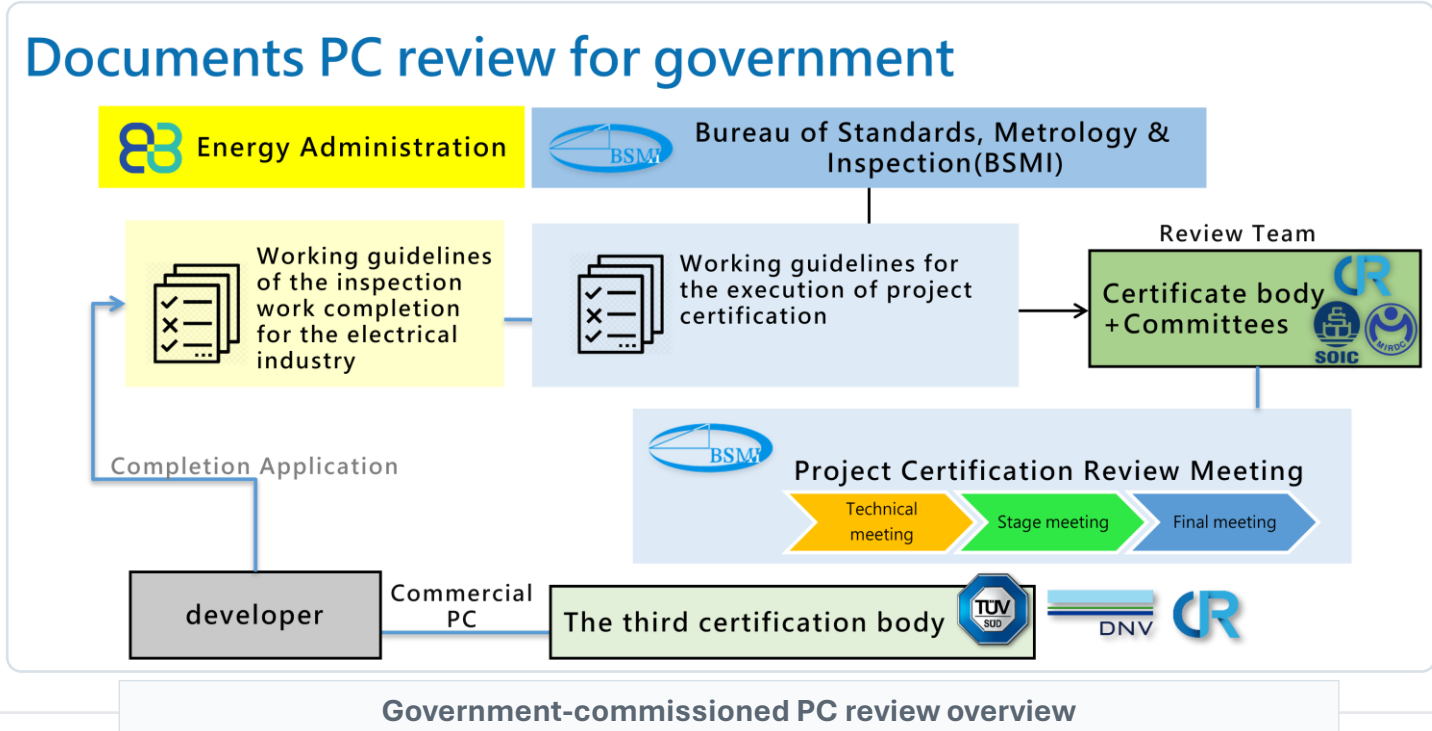 Documents PC review for government
Energy Administration
BSMI
Bureau of Standards, Metrology &
Inspection(BSMI)
Working guidelines
of the inspection
work completion
for the electrical
industry
Working guidelines for
the execution of project
certification
Review Team
Certificate body
+Committees
CR
SOIC
MIRDC
Completion Application
BSMI
Project Certification Review Meeting
Technical
meeting
Stage meeting
Final meeting
developer
Commercial
PC
The third certification body
TÜV
SUD
DNV
CR
Government-commissioned PC review overview